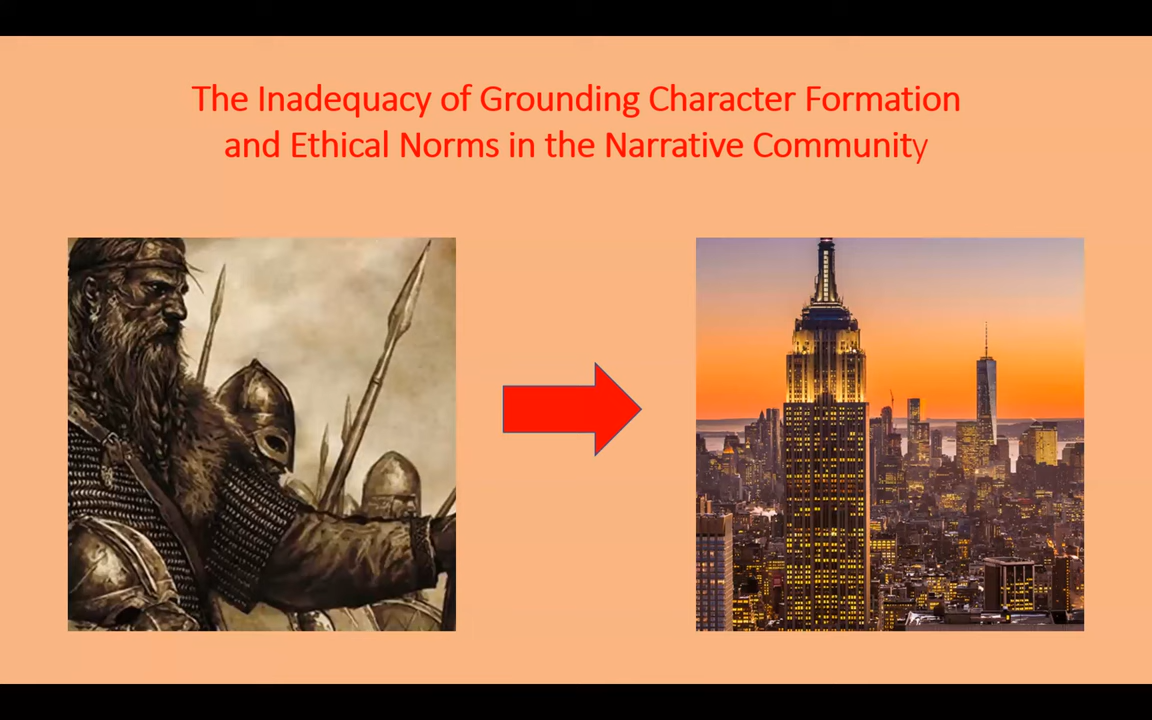 The Inadequacy of Grounding Character Formation
and Ethical Norms in the Narrative Community